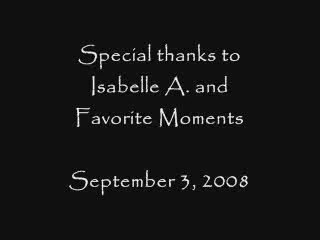 Special thanks to
Isabelle A. and
Favorite Moments
September 3, 2008